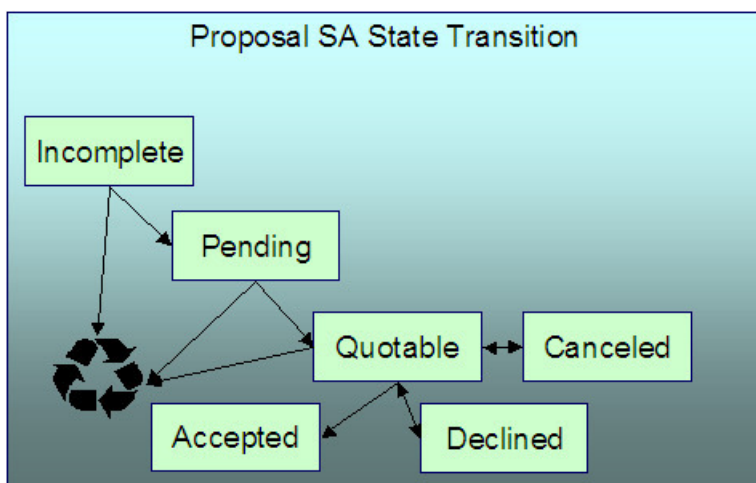 Proposal SA State Transition
Incomplete
Pending
Quotable
Canceled
Accepted
Declined